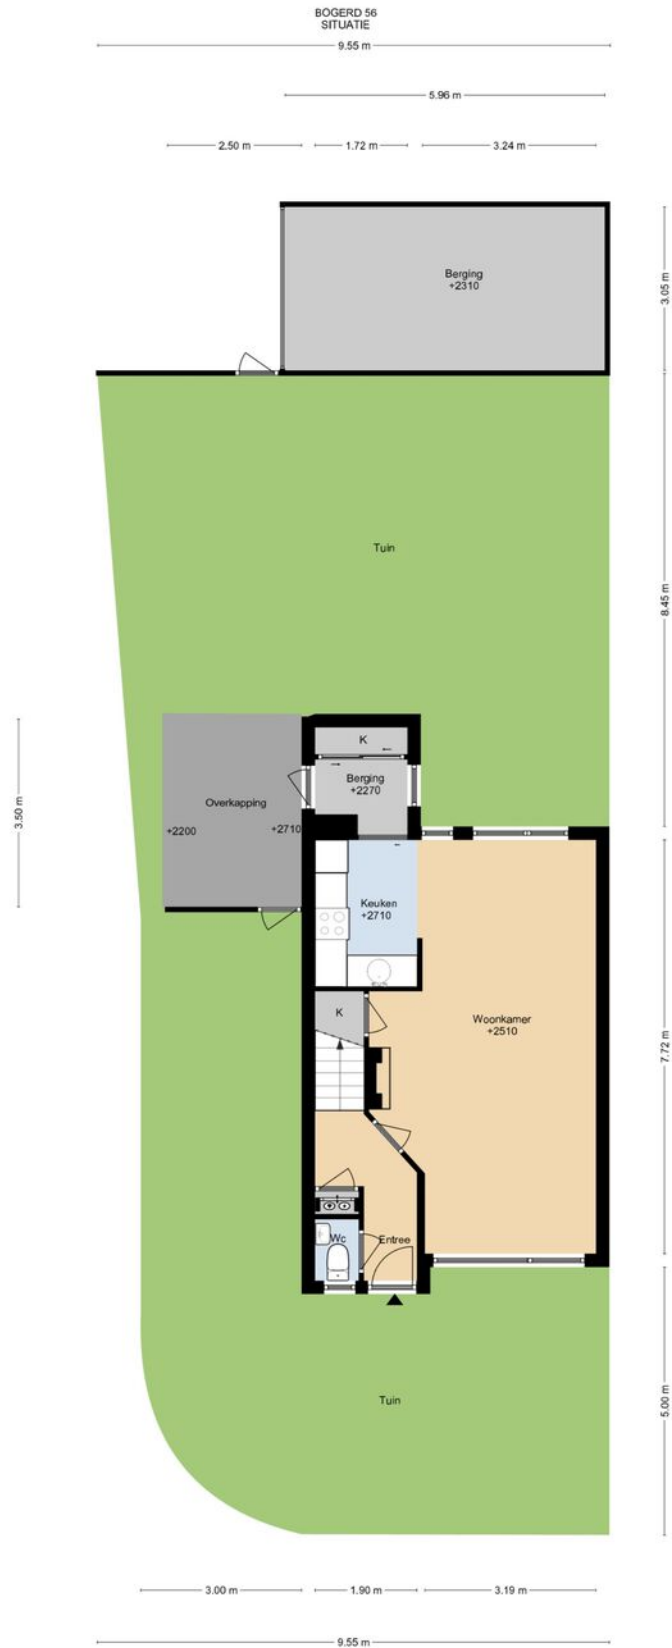 BOGERD 56
SITUATIE
9.55 m
5.96 m
2.50 m
1.72 m
3.24 m
Berging
+2310
3.05 m
Tuin
8.45 m
K
Berging
+2270
Overkapping
+2200
+2710
3.50 m
Keuken
+2710
K
Woonkamer
+2510
7.72 m
Wc
Entree
Tuin
5.00 m
3.00 m
1.90 m
3.19 m
9.55 m